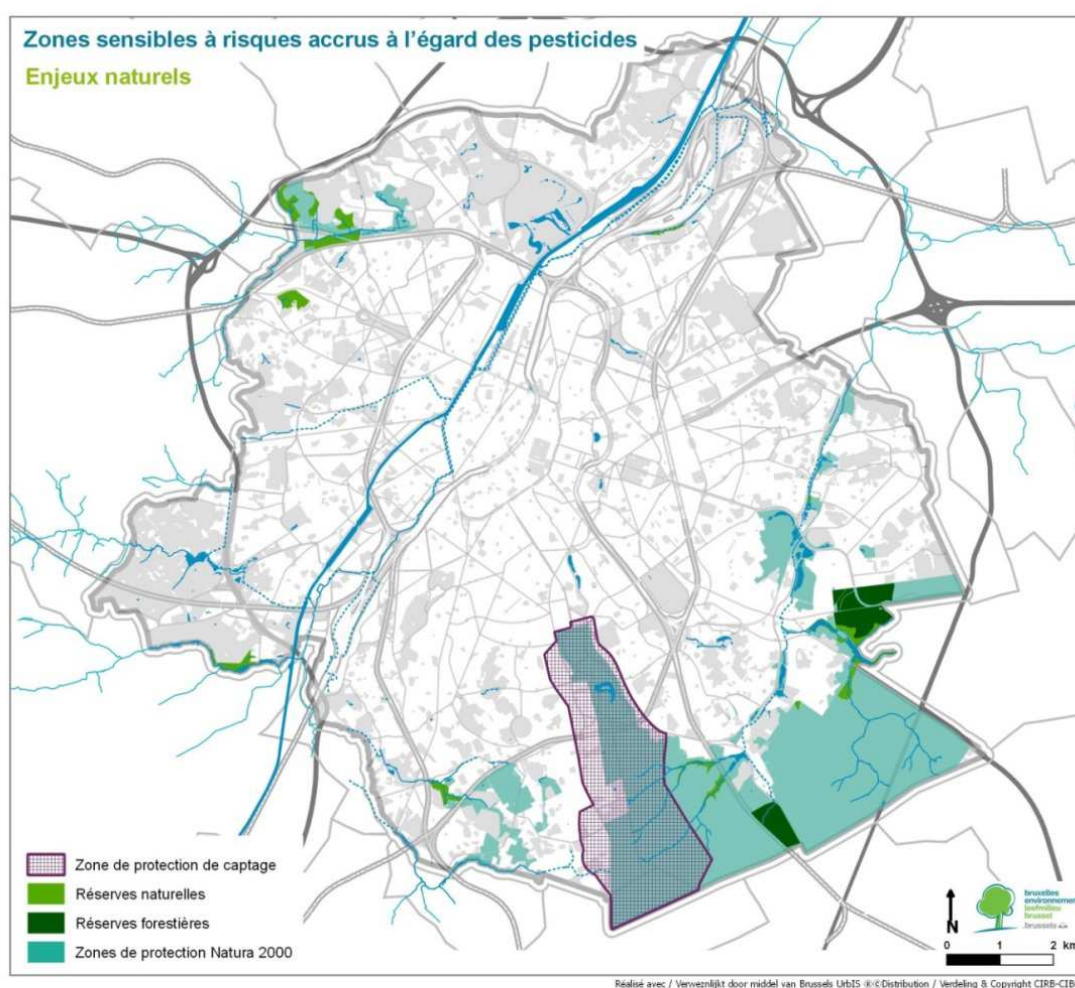 Zones sensibles à risques accrus à l'égard des pesticides
Enjeux naturels
Zone de protection de captage
Réserves naturelles
Réserves forestières
Zones de protection Natura 2000
N
0 1 2 km
bruxelles
environnement
leefmilieu
brussel
.brussels
Réalisé avec / Verwezenlijkt door middel van Brussels UrbIS ®©Distribution / Verdeling & Copyright CIRB-CIB